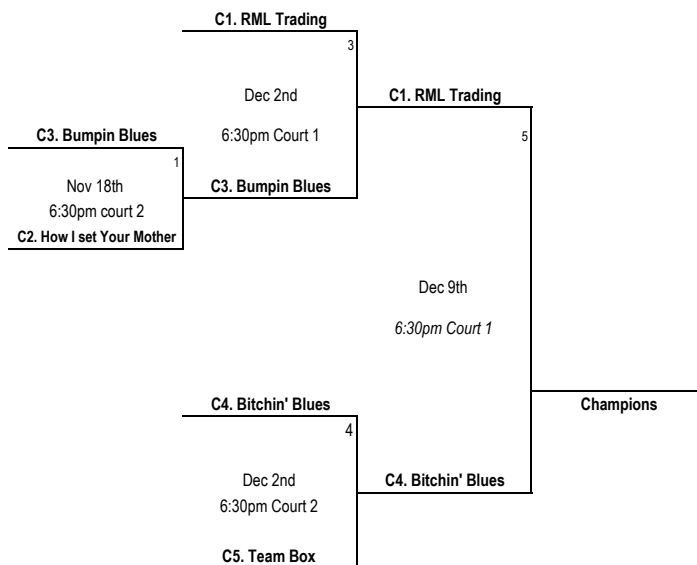 C1. RML Trading
3
Dec 2nd
C1. RML Trading
C3. Bumpin Blues
6:30pm Court 1
5
1
Nov 18th
C3. Bumpin Blues
6:30pm court 2
C2. How I set Your Mother
Dec 9th
6:30pm Court 1
C4. Bitchin' Blues
Champions
4
Dec 2nd
C4. Bitchin' Blues
6:30pm Court 2
C5. Team Box